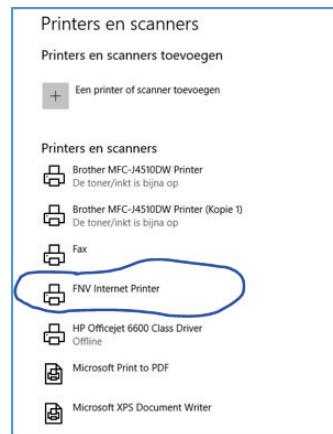 Printers en scanners
Printers en scanners toevoegen
+ Een printer of scanner toevoegen
Printers en scanners
Brother MFC-J4510DW Printer
De toner/inkt is bijna op
Brother MFC-J4510DW Printer (Kopie 1)
De toner/inkt is bijna op
Fax
FNV Internet Printer
HP Officejet 6600 Class Driver
Offline
Microsoft Print to PDF
Microsoft XPS Document Writer